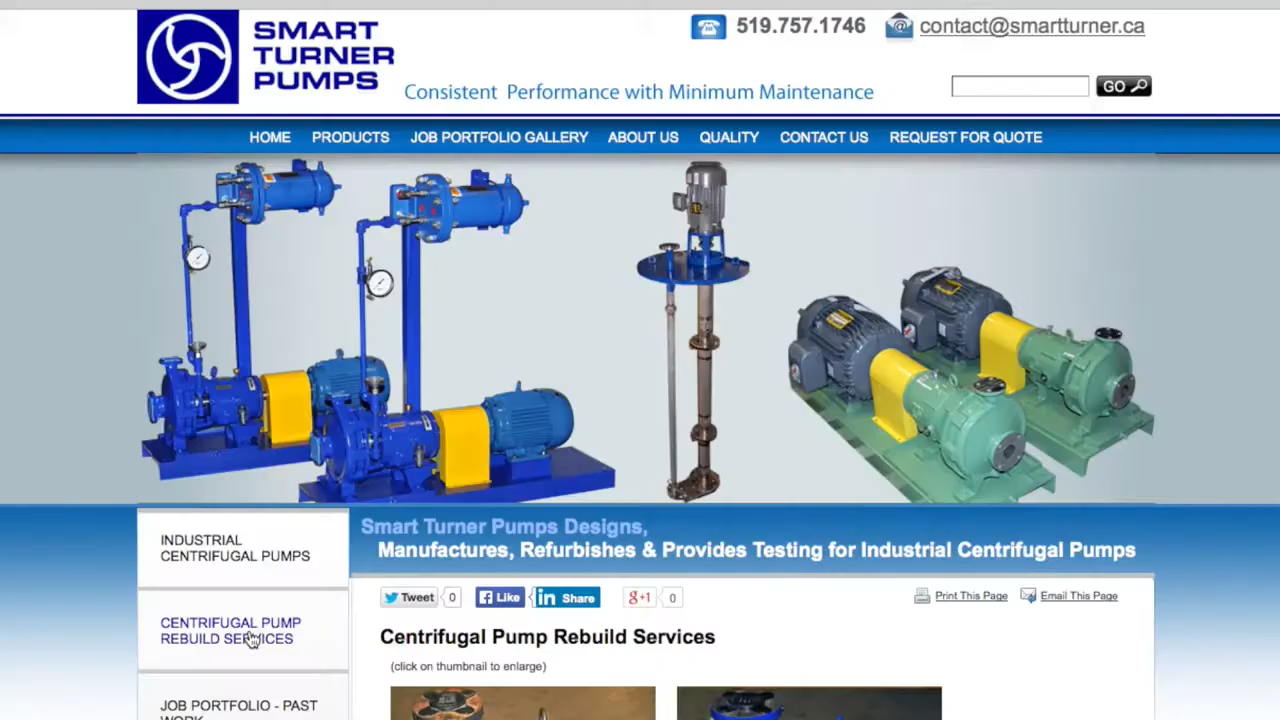 SMART
TURNER
PUMPS
519.757.1746
contact@smartturner.ca
Consistent Performance with Minimum Maintenance
GO
HOME
PRODUCTS
JOB PORTFOLIO GALLERY
ABOUT US
QUALITY
CONTACT US
REQUEST FOR QUOTE
INDUSTRIAL
CENTRIFUGAL PUMPS
CENTRIFUGAL PUMP
REBUILD SERVICES
JOB PORTFOLIO - PAST
WORK
Smart Turner Pumps Designs,
Manufactures, Refurbishes & Provides Testing for Industrial Centrifugal Pumps
Tweet 0
Like
in Share
g+1 0
Print This Page
Email This Page
Centrifugal Pump Rebuild Services
(click on thumbnail to enlarge)